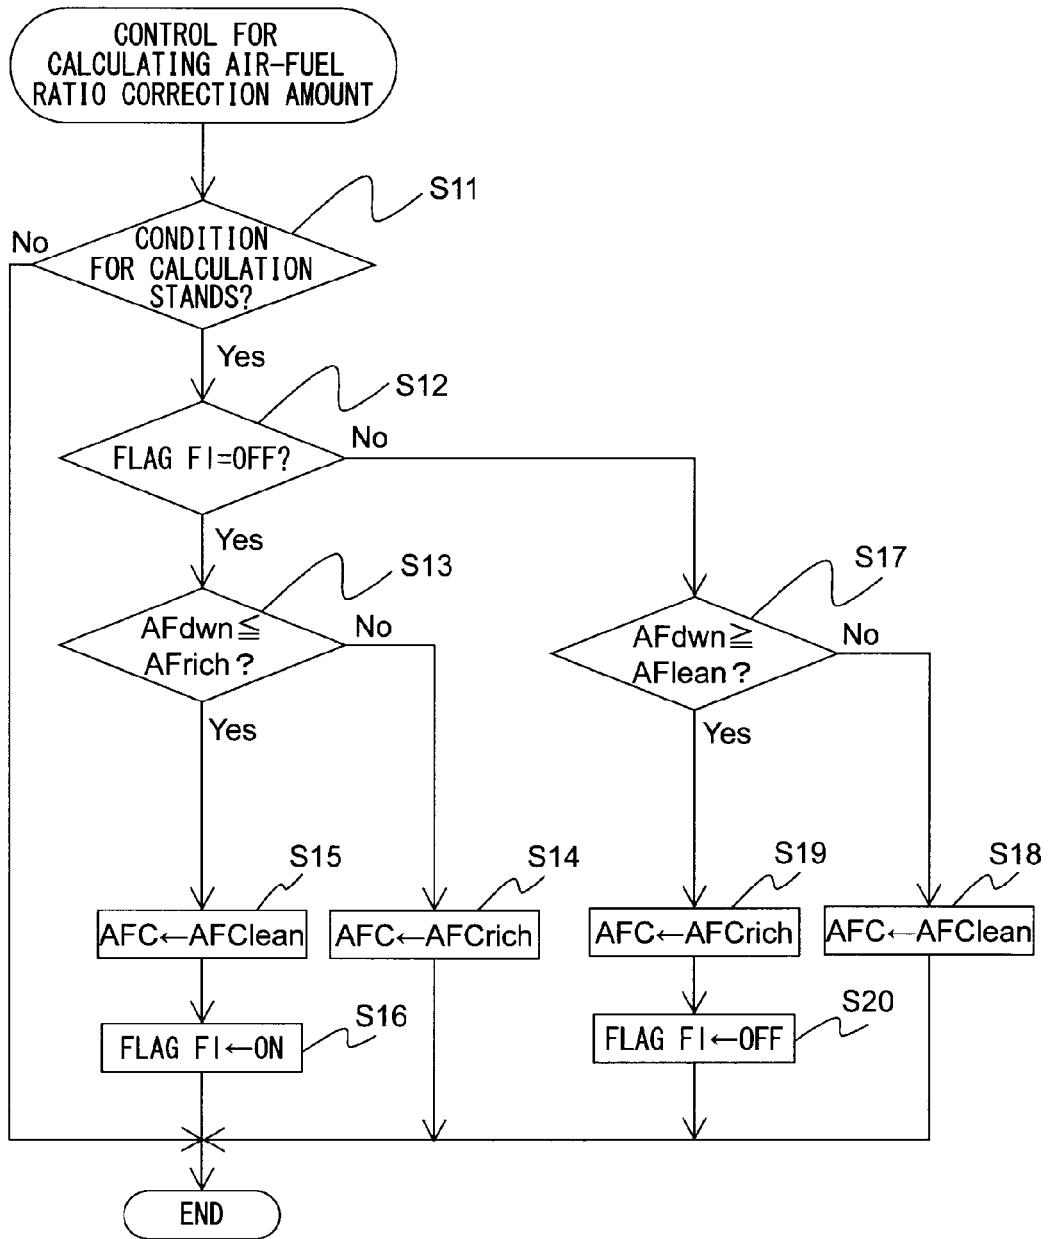 CONTROL FOR
CALCULATING AIR-FUEL
RATIO CORRECTION AMOUNT
S11
No
CONDITION
FOR CALCULATION
STANDS?
Yes
S12
No
FLAG FI=OFF?
Yes
S13
S17
AFdwn≦
AFrich?
No
AFdwn≧
AFlean?
No
Yes
Yes
S15
S14
S19
S18
AFC←AFClean
AFC←AFCrich
AFC←AFCrich
AFC←AFClean
S16
S20
FLAG FI←ON
FLAG FI←OFF
END